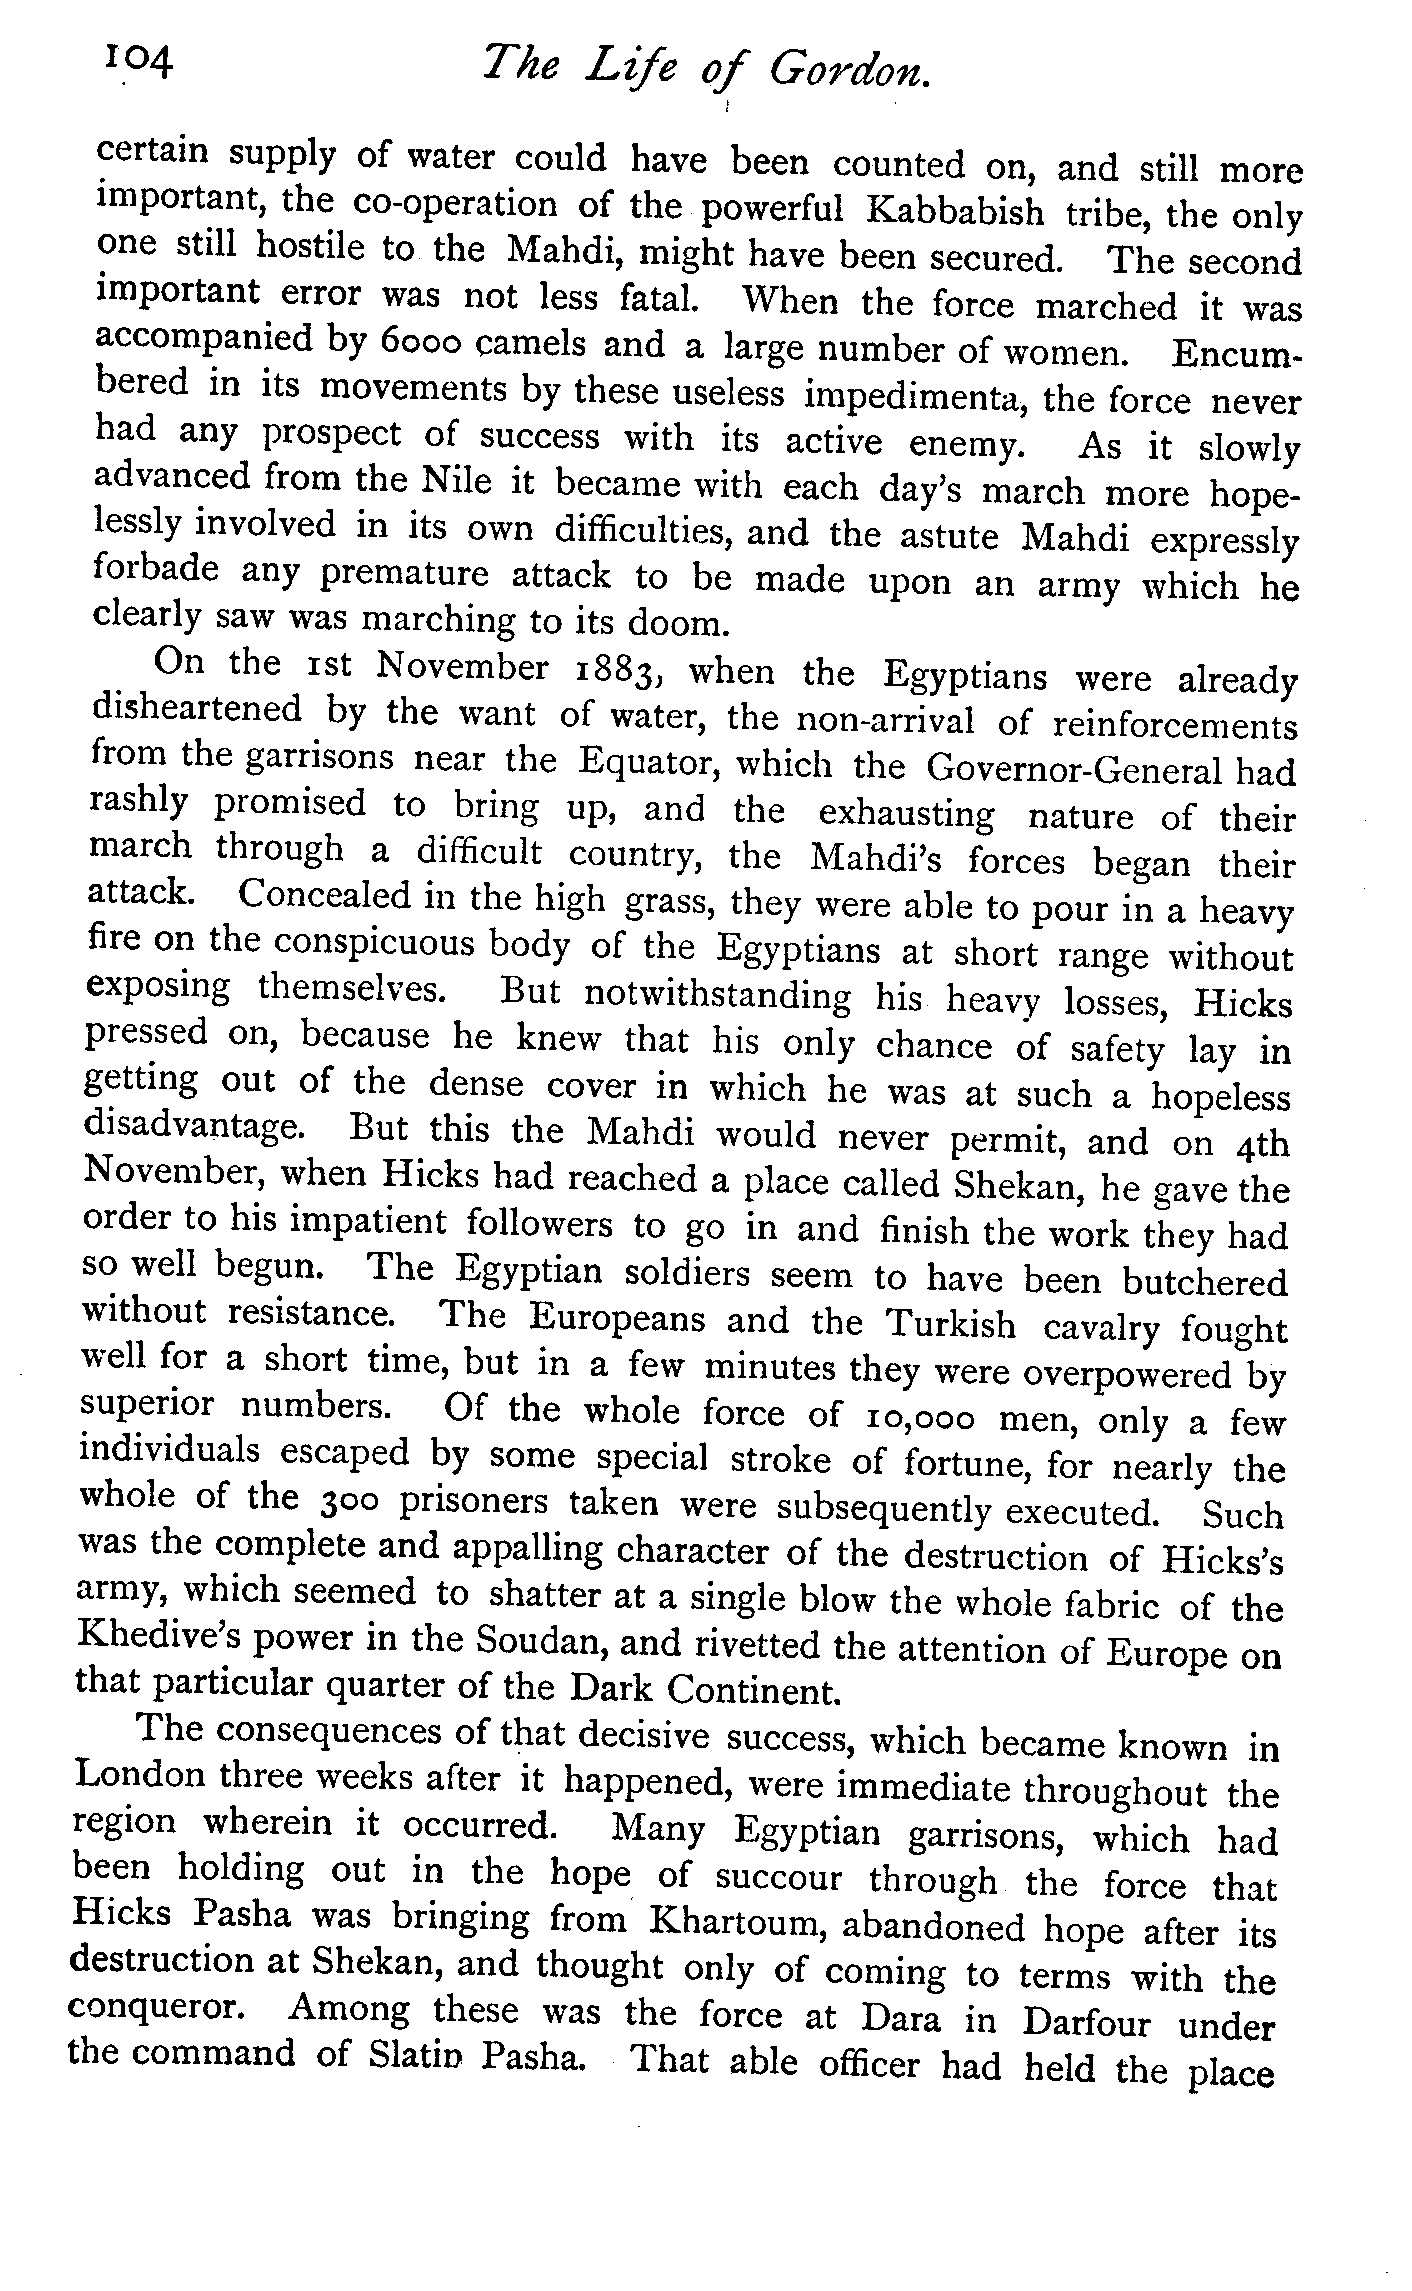 104 The Life of Gordon.
certain supply of water could have been counted on, and still more
important, the co-operation of the powerful Kabbabish tribe, the only
one still hostile to the Mahdi, might have been secured. The second
important error was not less fatal. When the force marched it was
accompanied by 6000 camels and a large number of women. Encum-
bered in its movements by these useless impedimenta, the force never
had any prospect of success with its active enemy. As it slowly
advanced from the Nile it became with each day's march more hope-
lessly involved in its own difficulties, and the astute Mahdi expressly
forbade any premature attack to be made upon an army which he
clearly saw was marching to its doom.
On the 1st November 1883, when the Egyptians were already
disheartened by the want of water, the non-arrival of reinforcements
from the garrisons near the Equator, which the Governor-General had
rashly promised to bring up, and the exhausting nature of their
march through a difficult country, the Mahdi's forces began their
attack. Concealed in the high grass, they were able to pour in a heavy
fire on the conspicuous body of the Egyptians at short range without
exposing themselves. But notwithstanding his heavy losses, Hicks
pressed on, because he knew that his only chance of safety lay in
getting out of the dense cover in which he was at such a hopeless
disadvantage. But this the Mahdi would never permit, and on 4th
November, when Hicks had reached a place called Shekan, he gave the
order to his impatient followers to go in and finish the work they had
so well begun. The Egyptian soldiers seem to have been butchered
without resistance. The Europeans and the Turkish cavalry fought
well for a short time, but in a few minutes they were overpowered by
superior numbers. Of the whole force of 10,000 men, only a few
individuals escaped by some special stroke of fortune, for nearly the
whole of the 300 prisoners taken were subsequently executed. Such
was the complete and appalling character of the destruction of Hicks's
army, which seemed to shatter at a single blow the whole fabric of the
Khedive's power in the Soudan, and rivetted the attention of Europe on
that particular quarter of the Dark Continent.
The consequences of that decisive success, which became known in
London three weeks after it happened, were immediate throughout the
region wherein it occurred. Many Egyptian garrisons, which had
been holding out in the hope of succour through the force that
Hicks Pasha was bringing from Khartoum, abandoned hope after its
destruction at Shekan, and thought only of coming to terms with the
conqueror. Among these was the force at Dara in Darfour under
the command of Slatin Pasha. That able officer had held the place